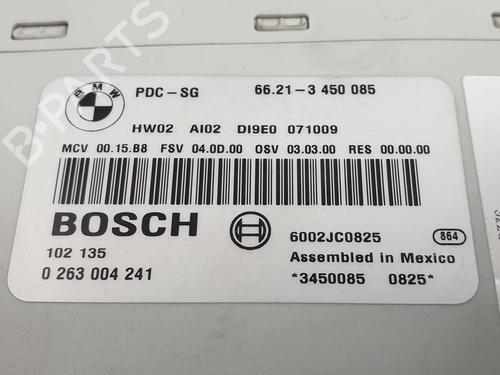 BMW
PDC-SG 66.21-3 450 085
HW02 AI02 DI9E0 071009
MCV 00.15.B8 FSV 04.0D.00 OSV 03.03.00 RES 00.00.00
BOSCH
6002JC0825 864
102 135
Assembled in Mexico
0 263 004 241
*3450085 0825*
B-PARTS